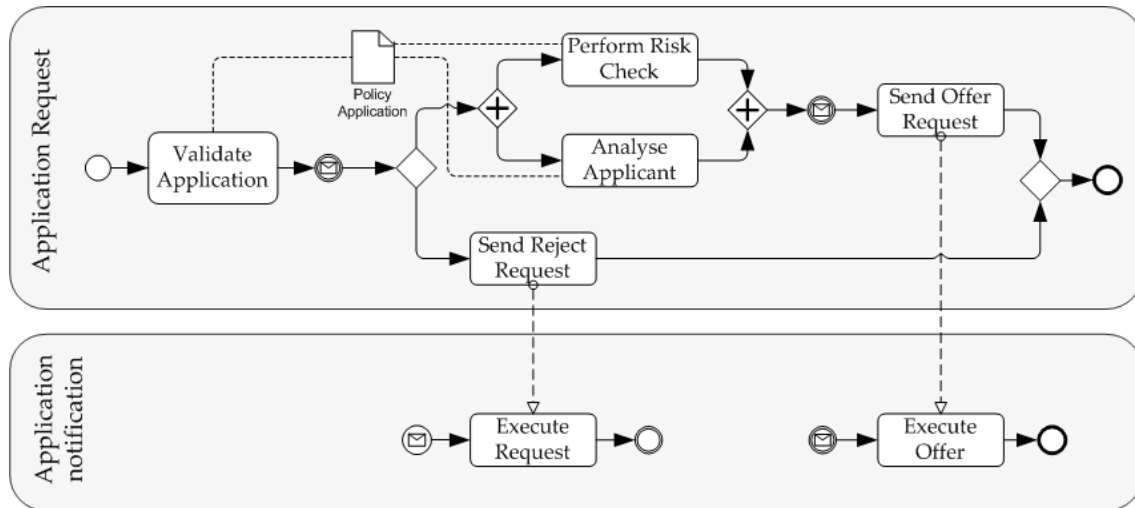 Application Request
Policy
Application
Perform Risk
Check
Send Offer
Request
Validate
Application
Analyse
Applicant
Send Reject
Request
Application
notification
Execute
Request
Execute
Offer